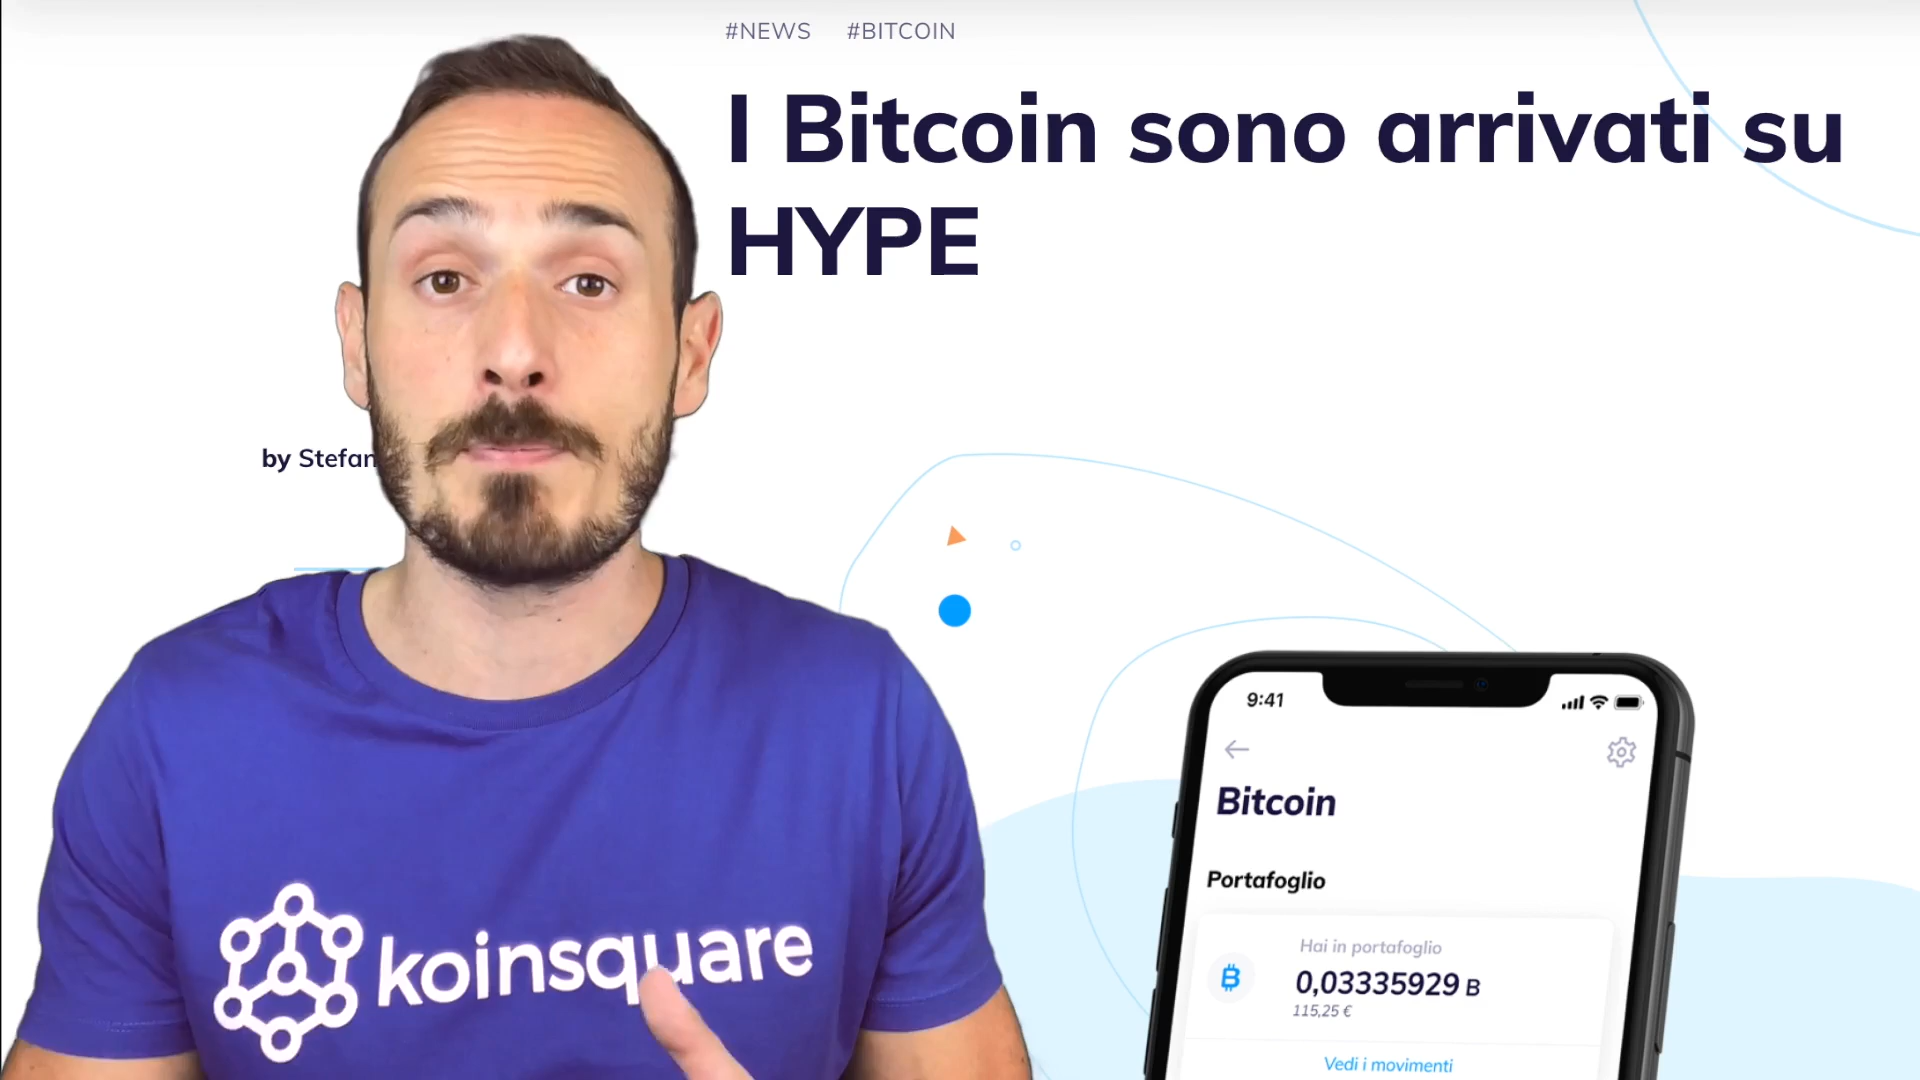 #NEWS #BITCOIN
I Bitcoin sono arrivati su
HYPE
by Stefan
koinsquare
9:41
Bitcoin
Portafoglio
Hai in portafoglio
0,03335929 B
115,25 €
Vedi i movimenti